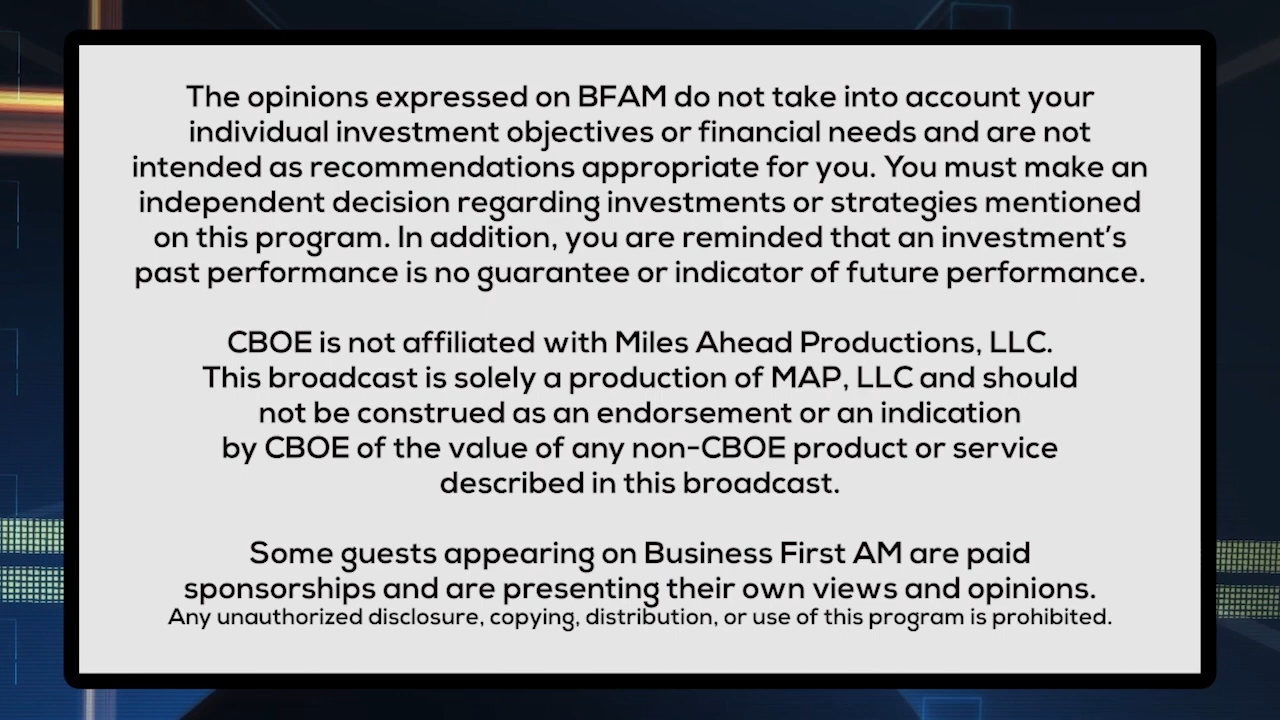 The opinions expressed on BFAM do not take into account your
individual investment objectives or financial needs and are not
intended as recommendations appropriate for you. You must make an
independent decision regarding investments or strategies mentioned
on this program. In addition, you are reminded that an investment's
past performance is no guarantee or indicator of future performance.
CBOE is not affiliated with Miles Ahead Productions, LLC.
This broadcast is solely a production of MAP, LLC and should
not be construed as an endorsement or an indication
by CBOE of the value of any non-CBOE product or service
described in this broadcast.
Some guests appearing on Business First AM are paid
sponsorships and are presenting their own views and opinions.
Any unauthorized disclosure, copying, distribution, or use of this program is prohibited.